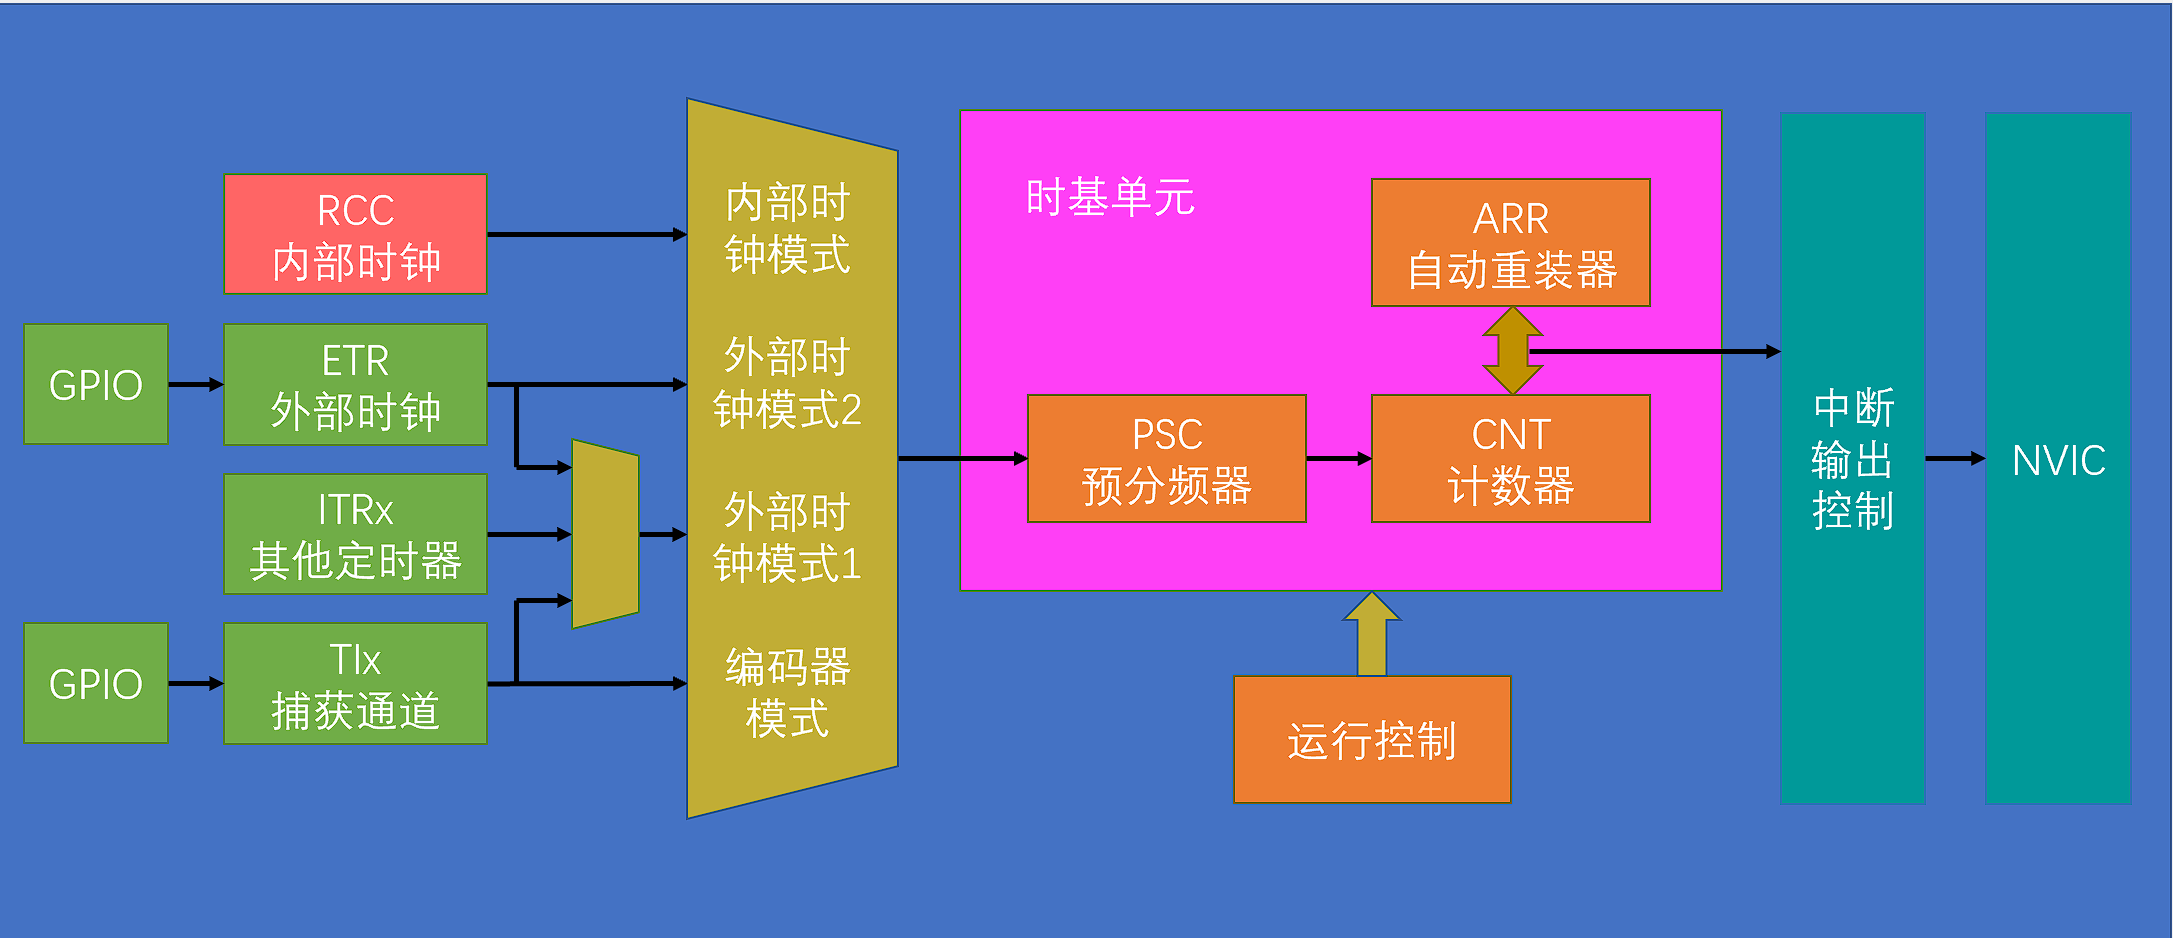 RCC
内部时钟
GPIO
ETR
外部时钟
ITRx
其他定时器
GPIO
TIx
捕获通道
内部时
钟模式
外部时
钟模式2
外部时
钟模式1
编码器
模式
时基单元
ARR
自动重装器
PSC
预分频器
CNT
计数器
运行控制
中断
输出
控制
NVIC